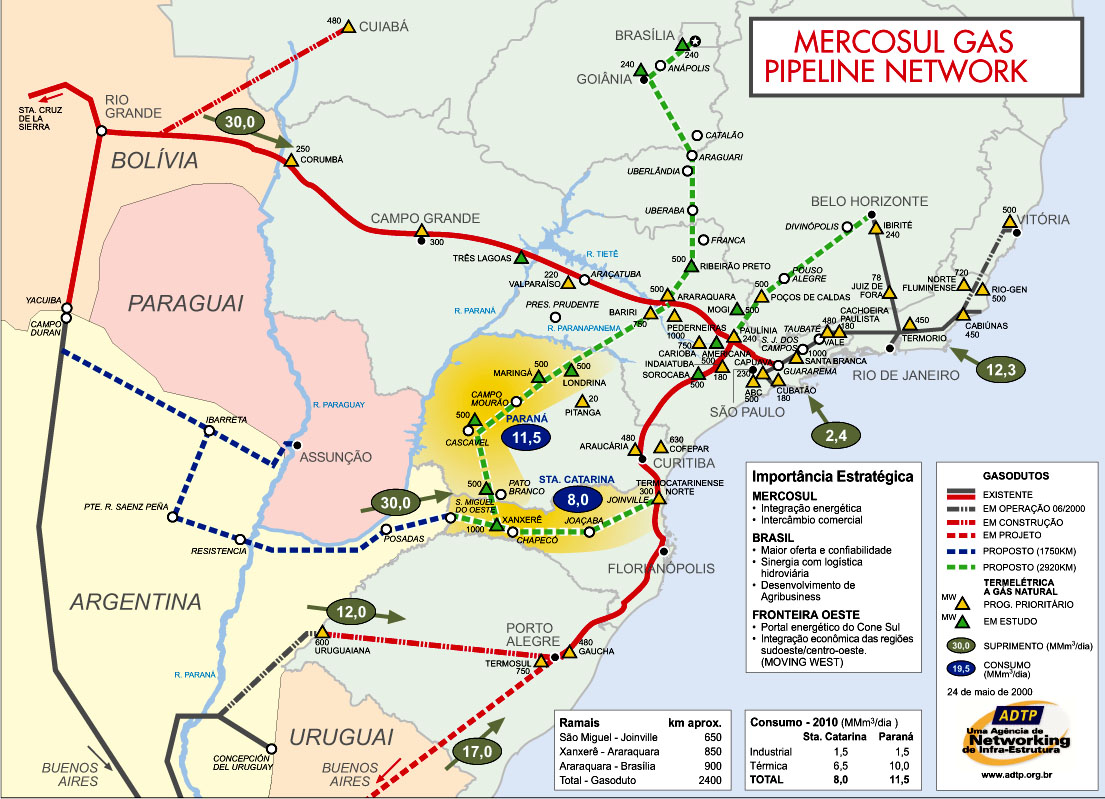 MERCOSUL GAS
PIPELINE NETWORK
480
CUIABÁ
BRASÍLIA
240
240
ANÁPOLIS
GOIÂNIA
STA. CRUZ
DE LA
SIERRA
RIO
GRANDE
30,0
BOLÍVIA
250
CORUMBÁ
CATALÃO
ARAGUARI
UBERLÂNDIA
UBERABA
FRANCA
CAMPO GRANDE
300
BELO HORIZONTE
DIVINÓPOLIS
IBIRITÉ
240
500
VITÓRIA
TRÊS LAGOAS
R. TIETÊ
500
RIBEIRÃO PRETO
220
VALPARAÍSO
ARAÇATUBA
POUSO
ALEGRE
78
JUIZ DE
FORA
720
NORTE
FLUMINENSE
RIO-GEN
500
YACUIBA
CAMPO
DURAN
PARAGUAI
R. PARANÁ
PRES. PRUDENTE
R. PARANAPANEMA
500
ARARAQUARA
BARIRI
750
PEDERNEIRAS
1000
MOGI
500
500
POÇOS DE CALDAS
CACHOEIRA
PAULISTA
480
180
TAUBATÉ
VALE
450
TERMORIO
CABIÚNAS
450
PAULÍNIA
240
750
CARIOBA
AMERICANA
500
S. J. DOS
CAMPOS
1000
SANTA BRANCA
INDAIATUBA
SOROCABA
500
180
CAPUAVA
230
GUARAREMA
ABC
500
CUBATÃO
180
SÃO PAULO
RIO DE JANEIRO
12,3
2,4
MARINGÁ
500
500
LONDRINA
CAMPO
MOURÃO
20
PITANGA
500
CASCAVEL
PARANÁ
11,5
IBARRETA
R. PARAGUAY
ASSUNÇÃO
480
ARAUCÁRIA
630
COFEPAR
CURITIBA
STA. CATARINA
8,0
TERMOCATARINENSE
300
NORTE
JOINVILLE
500
PATO
BRANCO
30,0
S. MIGUEL
DO OESTE
1000
XANXERÊ
CHAPECÓ
JOAÇABA
PTE. R. SAENZ PEÑA
RESISTENCIA
POSADAS
FLORIANÓPOLIS
ARGENTINA
12,0
600
URUGUAIANA
PORTO
ALEGRE
480
GAUCHA
TERMOSUL
750
R. PARANÁ
CONCEPCIÓN
DEL URUGUAY
URUGUAI
17,0
BUENOS
AIRES
BUENOS
AIRES
Importância Estratégica
MERCOSUL
• Integração energética
• Intercâmbio comercial
BRASIL
• Maior oferta e confiabilidade
• Sinergia com logística
hidroviária
• Desenvolvimento de
Agribusiness
FRONTEIRA OESTE
• Portal energético do Cone Sul
• Integração econômica das regiões
sudoeste/centro-oeste.
(MOVING WEST)
GASODUTOS
EXISTENTE
EM OPERAÇÃO 06/2000
EM CONSTRUÇÃO
EM PROJETO
PROPOSTO (1750KM)
PROPOSTO (2920KM)
TERMELÉTRICA
A GÁS NATURAL
MW PROG. PRIORITÁRIO
MW EM ESTUDO
30,0 SUPRIMENTO (MMm³/dia)
19,5 CONSUMO
(MMm³/dia)
24 de maio de 2000
ADTP
Uma Agência de
Networking
de Infra-Estrutura
www.adtp.org.br
Ramais km aprox.
São Miguel - Joinville 650
Xanxerê - Araraquara 850
Araraquara - Brasília 900
Total - Gasoduto 2400
Consumo - 2010 (MMm³/dia )
Sta. Catarina Paraná
Industrial 1,5 1,5
Térmica 6,5 10,0
TOTAL 8,0 11,5